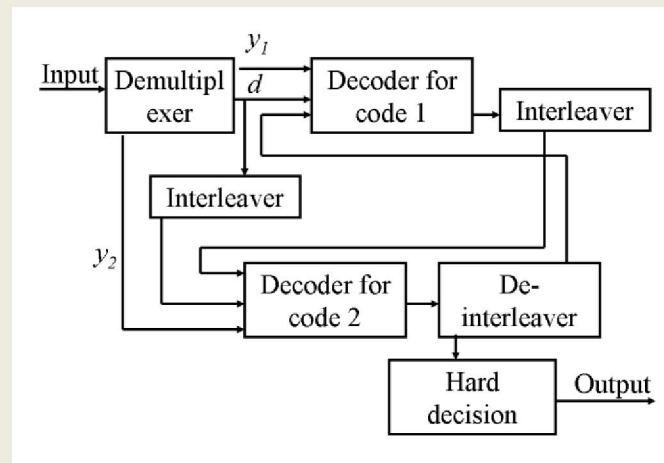 y1
Input
Demultipl
exer
d
Decoder for
code 1
Interleaver
Interleaver
y2
Decoder for
code 2
De-
interleaver
Hard
decision
Output